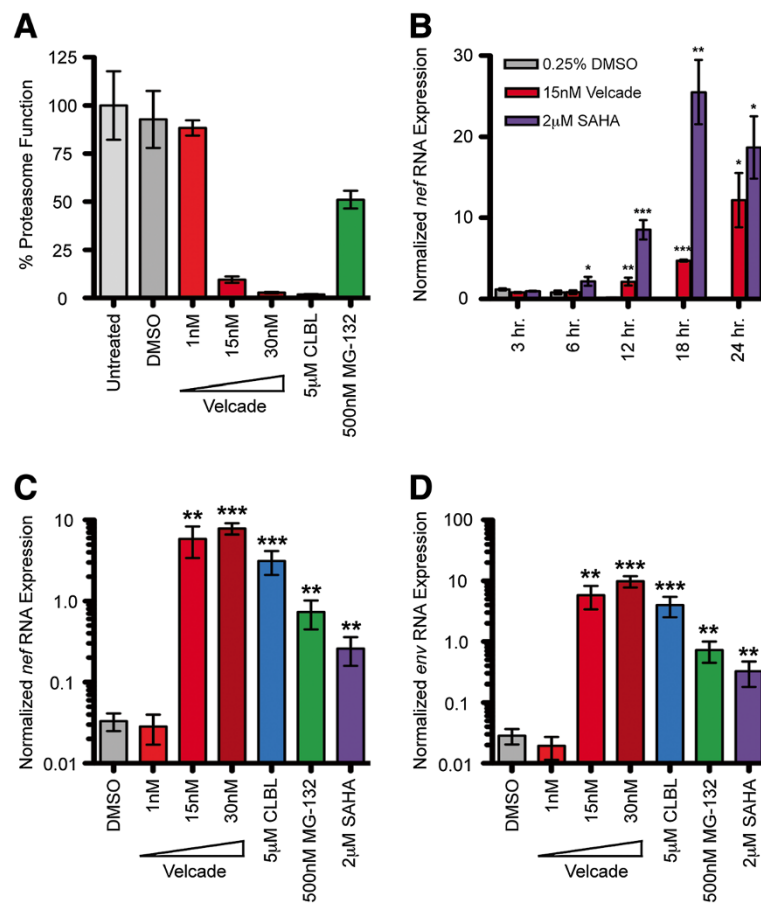 A
% Proteasome Function
125
100
75
50
25
0
Untreated
DMSO
1nM
15nM
30nM
5μM CLBL
500nM MG-132
Velcade
B
Normalized nef RNA Expression
30
20
10
0
0.25% DMSO
15nM Velcade
2μM SAHA
*
**
***
***
**
*
*
3 hr.
6 hr.
12 hr.
18 hr.
24 hr.
C
Normalized nef RNA Expression
10
1.0
0.1
0.01
**
***
***
**
**
DMSO
1nM
15nM
30nM
5μM CLBL
500nM MG-132
2μM SAHA
Velcade
D
Normalized env RNA Expression
100
10
1.0
0.1
0.01
**
***
***
**
**
DMSO
1nM
15nM
30nM
5μM CLBL
500nM MG-132
2μM SAHA
Velcade